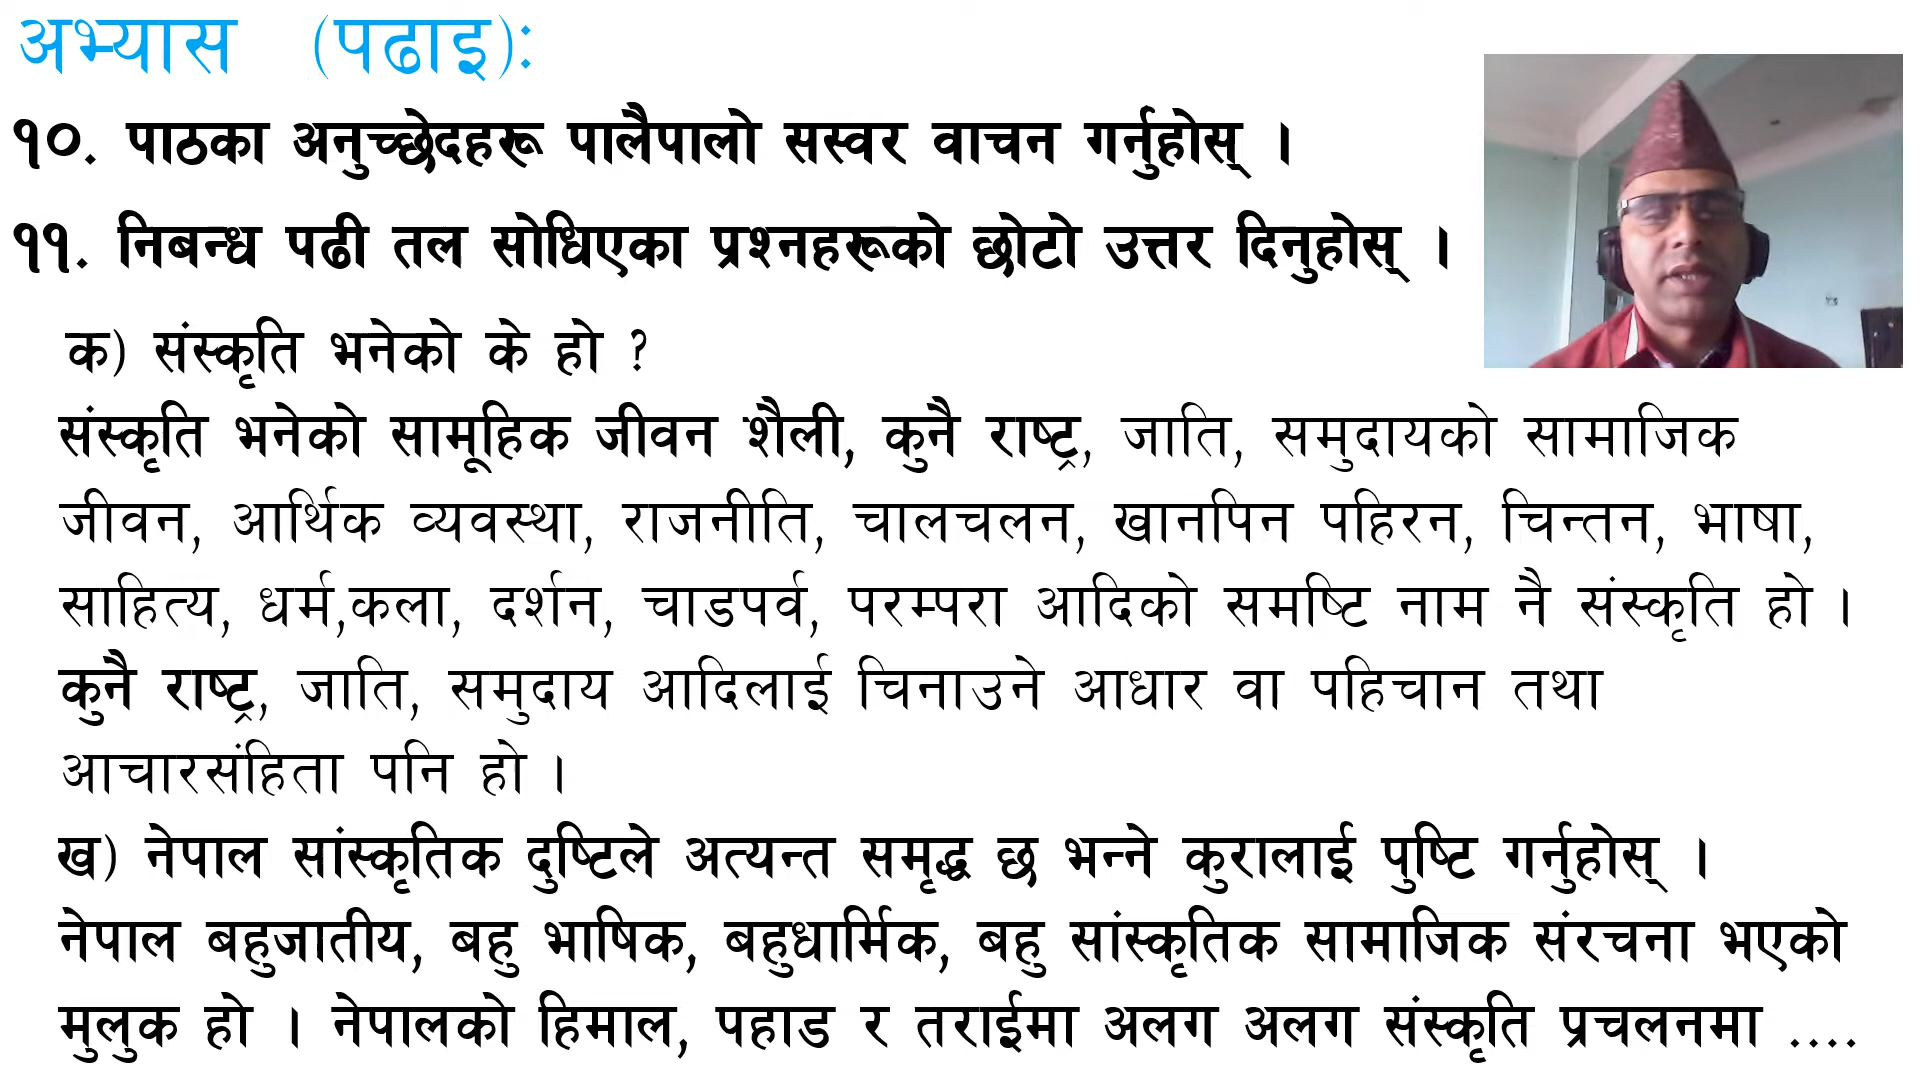 अभ्यास (पढाइ):
१०. पाठका अनुच्छेदहरू पालैपालो सस्वर वाचन गर्नुहोस् ।
११. निबन्ध पढी तल सोधिएका प्रश्नहरूको छोटो उत्तर दिनुहोस् ।
क) संस्कृति भनेको के हो ?
संस्कृति भनेको सामूहिक जीवन शैली, कुनै राष्ट्र, जाति, समुदायको सामाजिक
जीवन, आर्थिक व्यवस्था, राजनीति, चालचलन, खानपिन पहिरन, चिन्तन, भाषा,
साहित्य, धर्म,कला, दर्शन, चाडपर्व, परम्परा आदिको समष्टि नाम नै संस्कृति हो ।
कुनै राष्ट्र, जाति, समुदाय आदिलाई चिनाउने आधार वा पहिचान तथा
आचारसंहिता पनि हो ।
ख) नेपाल सांस्कृतिक दुष्टिले अत्यन्त समृद्ध छ भन्ने कुरालाई पुष्टि गर्नुहोस् ।
नेपाल बहुजातीय, बहु भाषिक, बहुधार्मिक, बहु सांस्कृतिक सामाजिक संरचना भएको
मुलुक हो । नेपालको हिमाल, पहाड र तराईमा अलग अलग संस्कृति प्रचलनमा ....